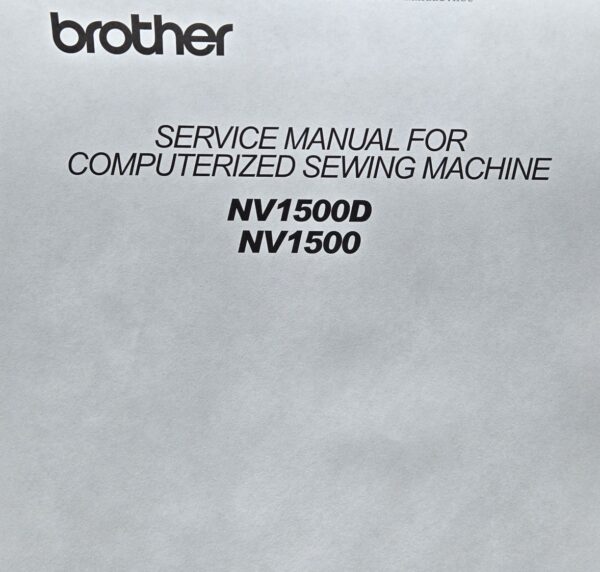 brother
SERVICE MANUAL FOR
COMPUTERIZED SEWING MACHINE
NV1500D
NV1500